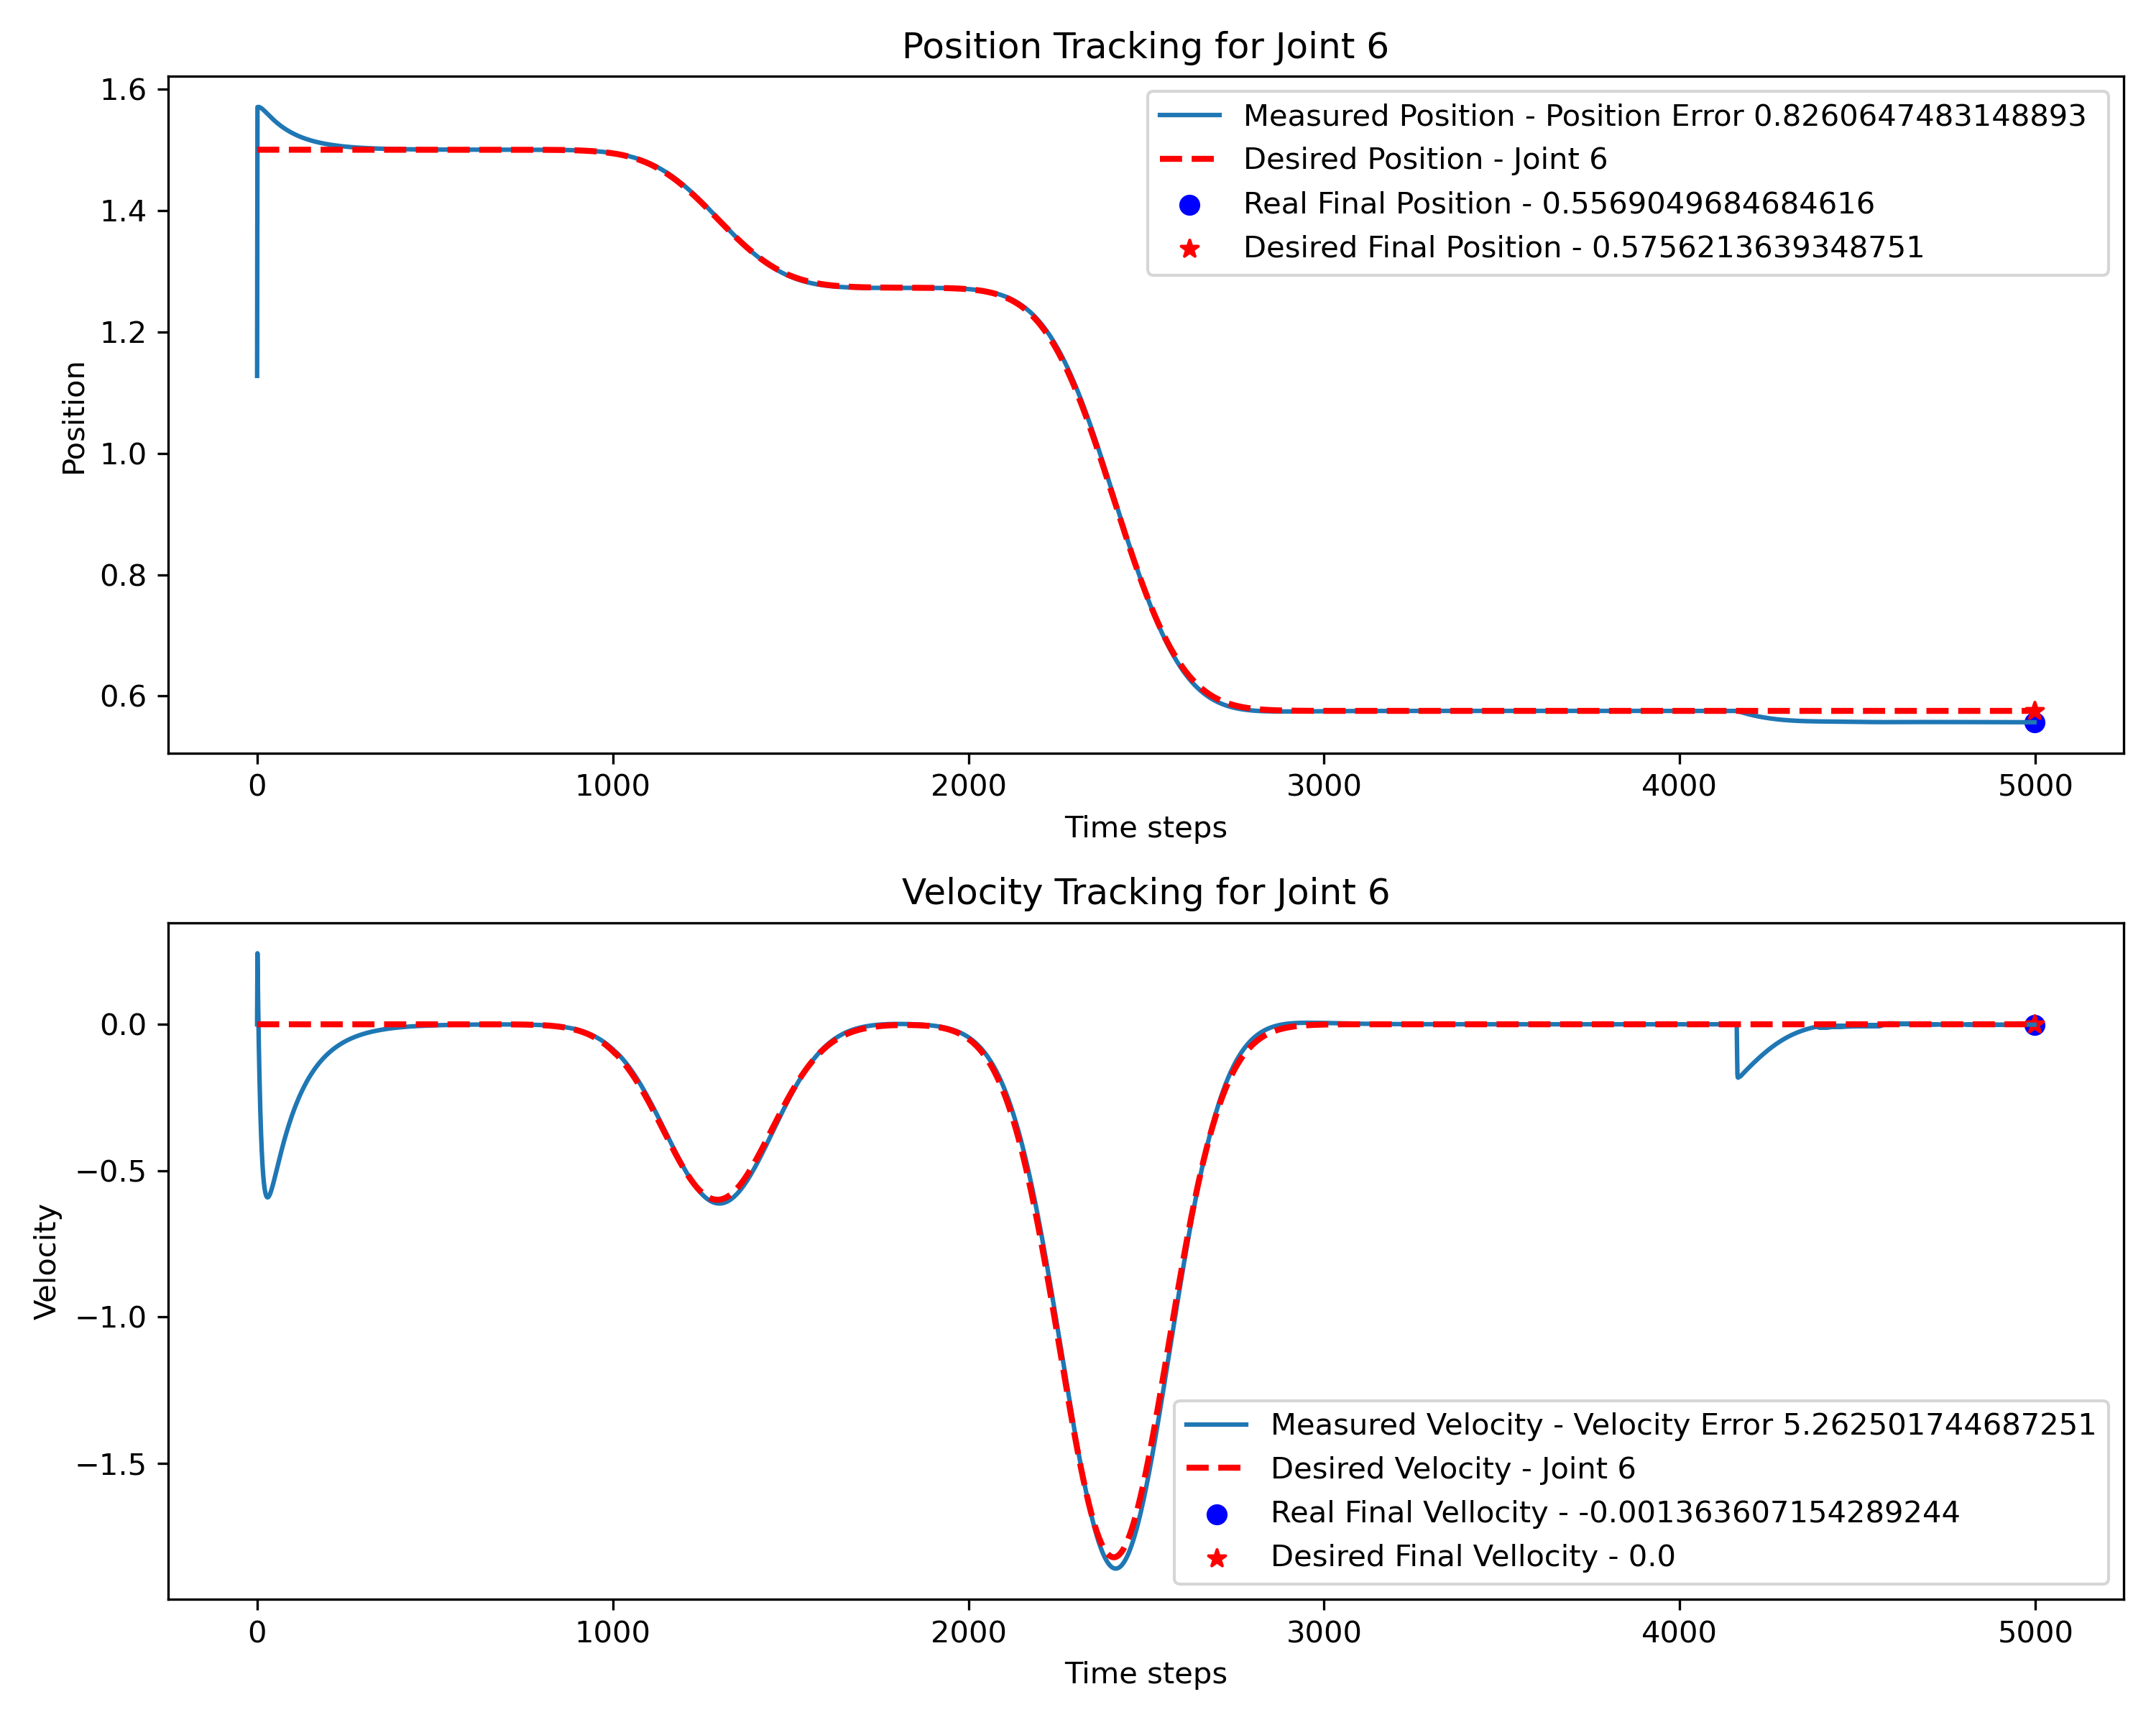 Position Tracking for Joint 6
1.6
1.4
1.2
1.0
0.8
0.6
Position
Measured Position - Position Error 0.8260647483148893
Desired Position - Joint 6
Real Final Position - 0.5569049684684616
Desired Final Position - 0.5756213639348751
0 1000 2000 3000 4000 5000
Time steps
Velocity Tracking for Joint 6
0.0
−0.5
−1.0
−1.5
Velocity
Measured Velocity - Velocity Error 5.262501744687251
Desired Velocity - Joint 6
Real Final Vellocity - -0.001363607154289244
Desired Final Vellocity - 0.0
0 1000 2000 3000 4000 5000
Time steps